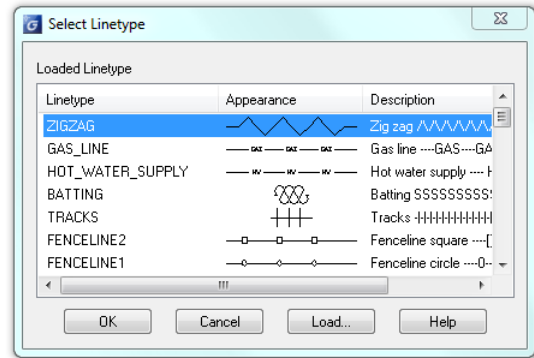 Select Linetype
Loaded Linetype
Linetype Appearance Description
ZIGZAG Zig zag /\/\/\/\/\/\/\
GAS_LINE GAS GAS GAS Gas line ----GAS----GA
HOT_WATER_SUPPLY HW HW HW Hot water supply ----
BATTING Batting SSSSSSSSS
TRACKS Tracks -|-|-|-|-|-|-|-|-|-|
FENCELINE2 Fenceline square ----[
FENCELINE1 Fenceline circle ----0--
OK Cancel Load... Help